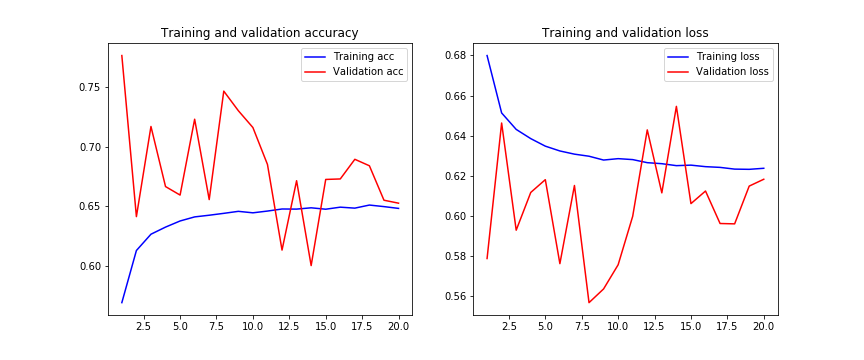 Training and validation accuracy
Training acc
Validation acc
0.75
0.70
0.65
0.60
2.5 5.0 7.5 10.0 12.5 15.0 17.5 20.0
Training and validation loss
Training loss
Validation loss
0.68
0.66
0.64
0.62
0.60
0.58
0.56
2.5 5.0 7.5 10.0 12.5 15.0 17.5 20.0